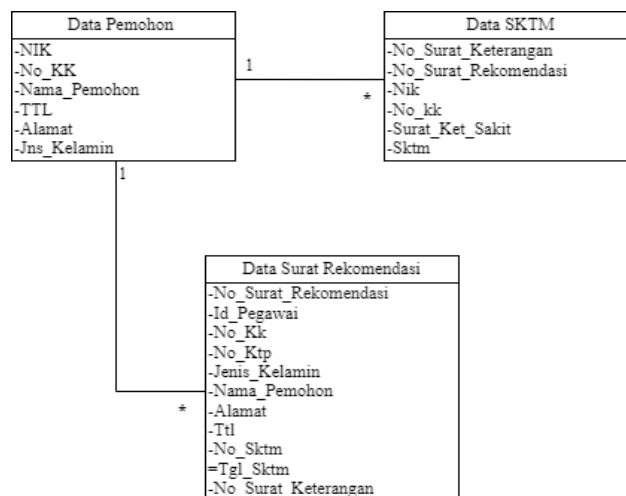 Data Pemohon
-NIK
-No_KK
-Nama_Pemohon
-TTL
-Alamat
-Jns_Kelamin
1
*
Data SKTM
-No_Surat_Keterangan
-No_Surat_Rekomendasi
-Nik
-No_kk
-Surat_Ket_Sakit
-Sktm
1
*
Data Surat Rekomendasi
-No_Surat_Rekomendasi
-Id_Pegawai
-No_Kk
-No_Ktp
-Jenis_Kelamin
-Nama_Pemohon
-Alamat
-Ttl
-No_Sktm
=Tgl_Sktm
-No_Surat_Keterangan